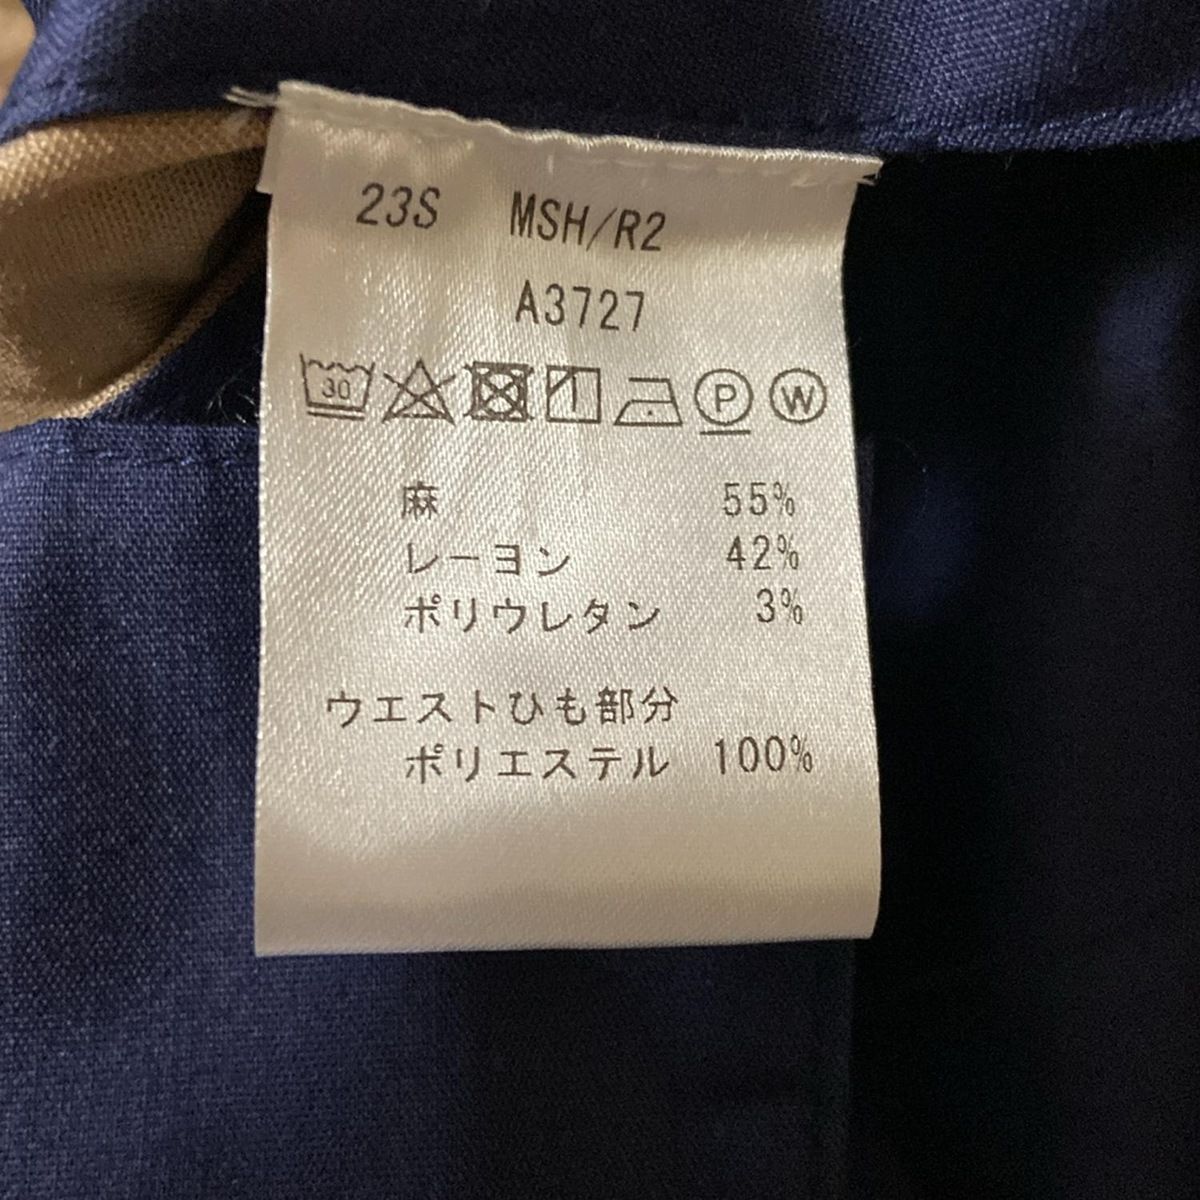 23S MSH/R2
A3727
30 P W
麻 55%
レーヨン 42%
ポリウレタン 3%
ウエストひも部分
ポリエステル 100%